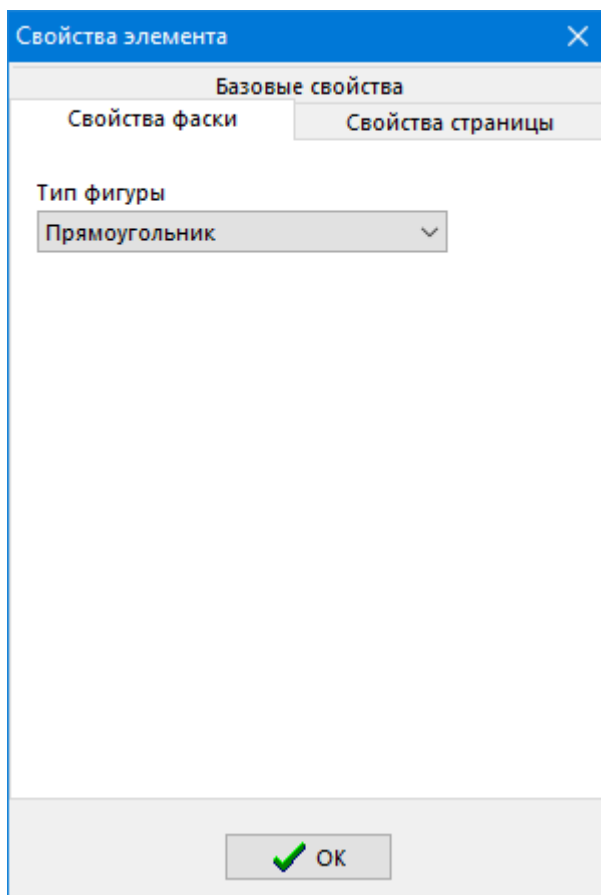 Свойства элемента
Базовые свойства
Свойства фаски
Свойства страницы
Тип фигуры
Прямоугольник
OK